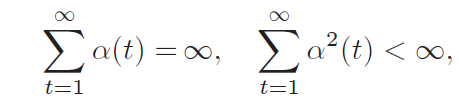 ∑_{t=1}^{∞} α(t) = ∞, ∑_{t=1}^{∞} α²(t) < ∞,